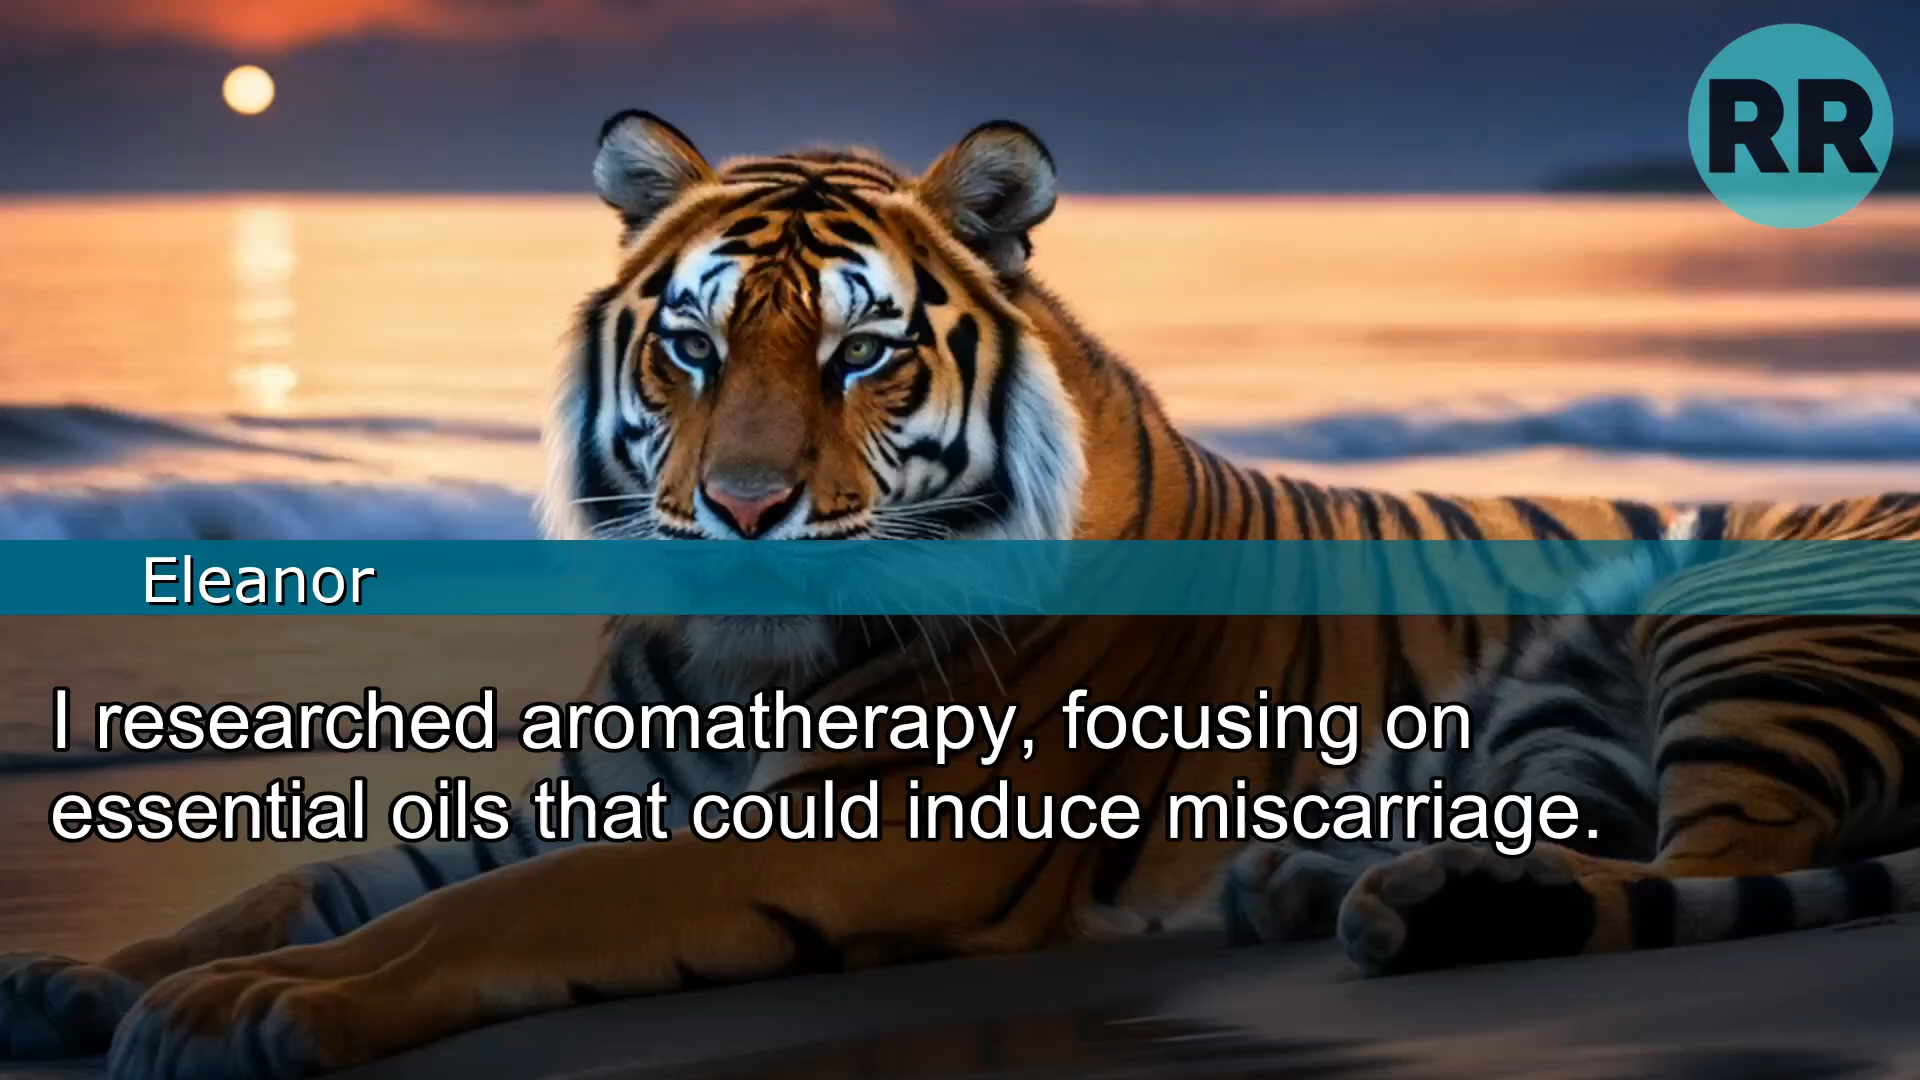 RR
Eleanor
I researched aromatherapy, focusing on
essential oils that could induce miscarriage.